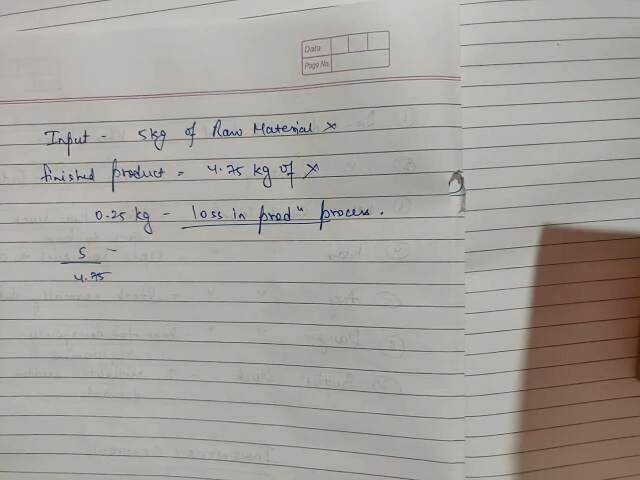 Date
Page No.
Input - 5kg of Raw Material X
finished product = 4.75 kg of X
0.25 kg - loss in prodⁿ process.
5 -
4.75